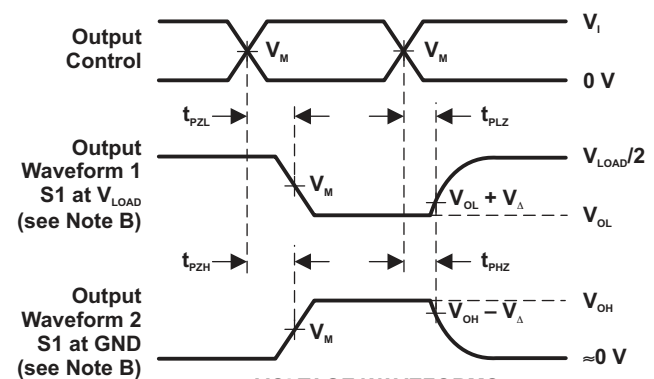 Output
Control
V_M
V_M
V_I
0 V
t_PZL
t_PLZ
Output
Waveform 1
S1 at V_LOAD
(see Note B)
V_M
V_OL + V_Δ
V_LOAD/2
V_OL
t_PZH
t_PHZ
Output
Waveform 2
S1 at GND
(see Note B)
V_M
V_OH – V_Δ
V_OH
≈0 V